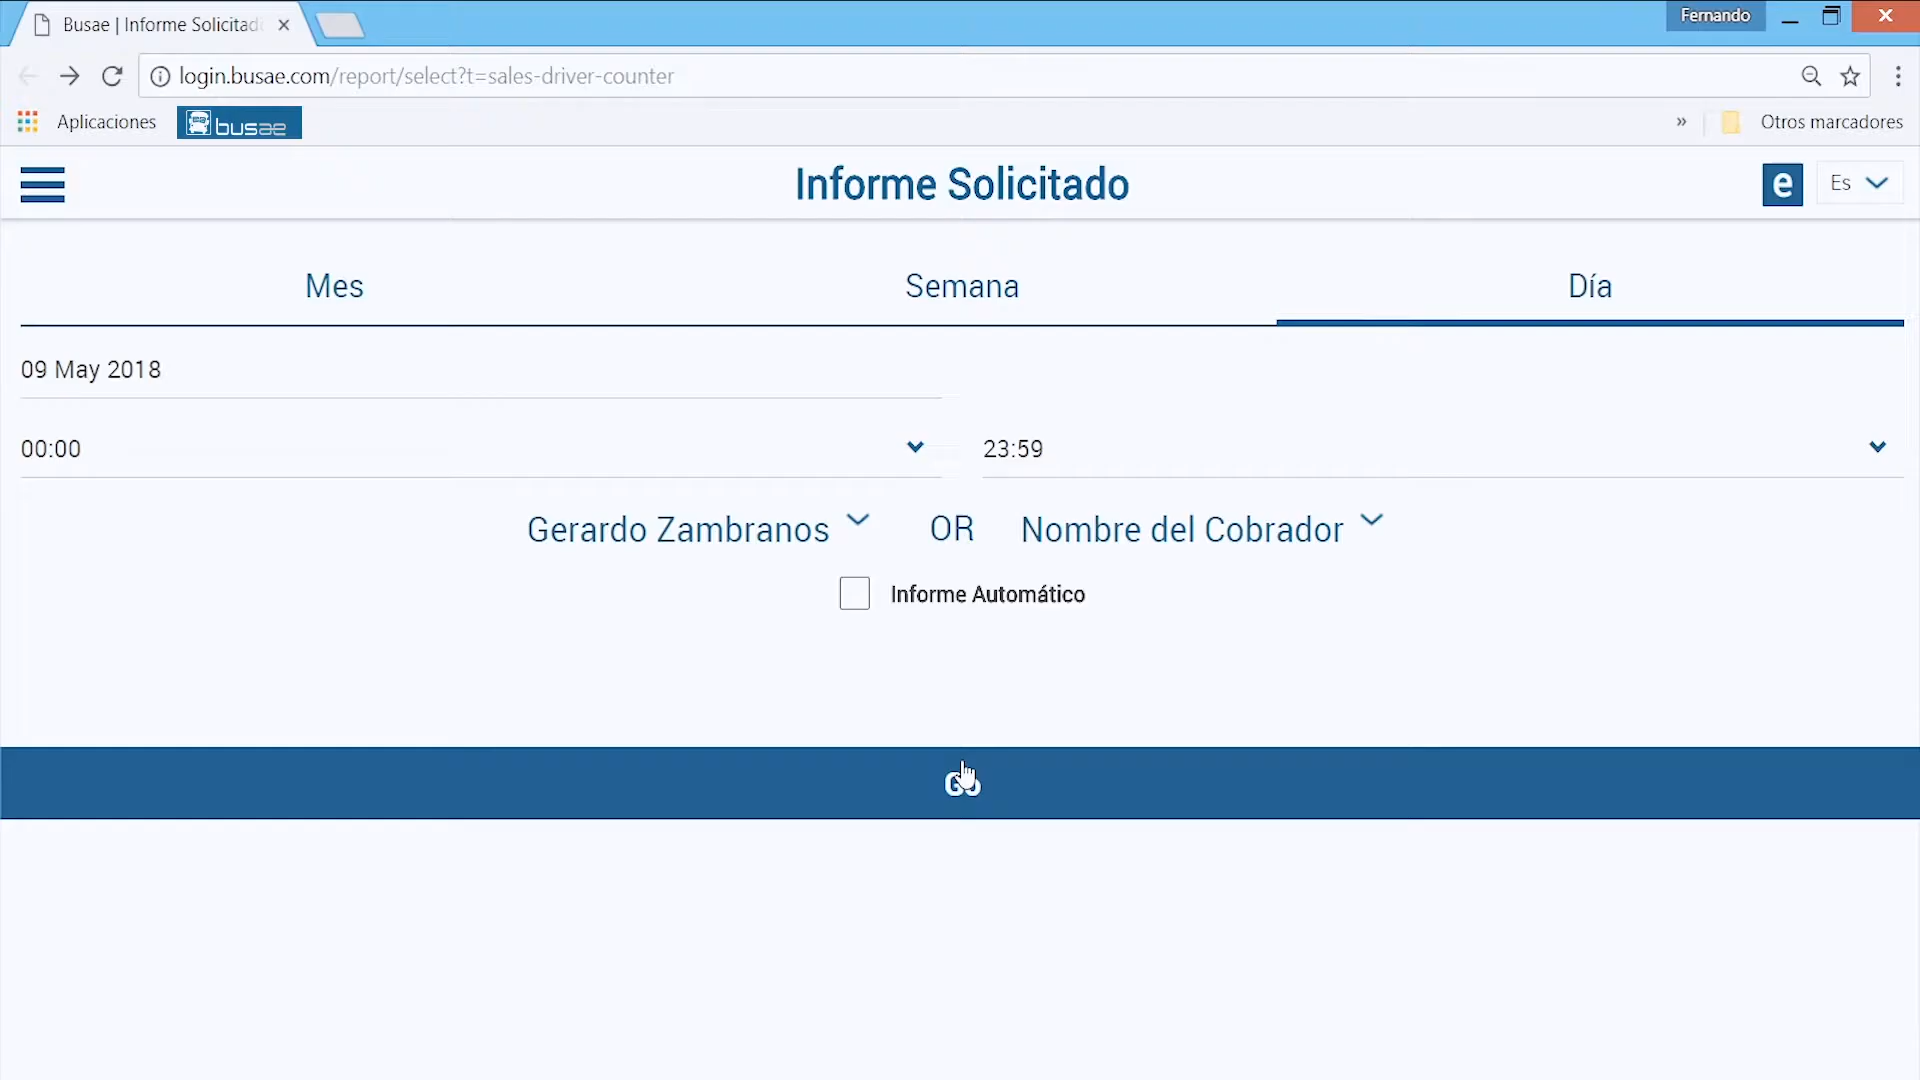 Busae | Informe Solicitad
Fernando
login.busae.com/report/select?t=sales-driver-counter
Aplicaciones
busae
»
Otros marcadores
Informe Solicitado
e
Es
Mes
Semana
Día
09 May 2018
00:00
23:59
Gerardo Zambranos
OR
Nombre del Cobrador
Informe Automático